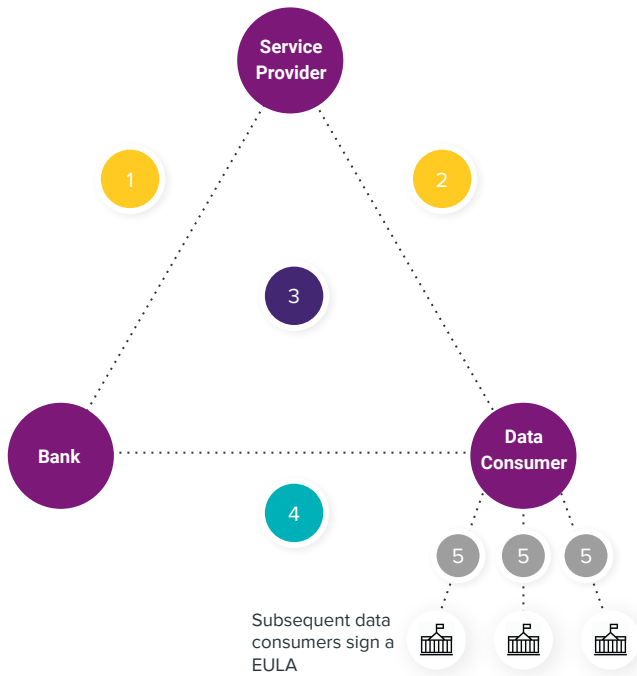 Service
Provider
1
2
3
Bank
Data
Consumer
4
5
5
5
Subsequent data
consumers sign a
EULA